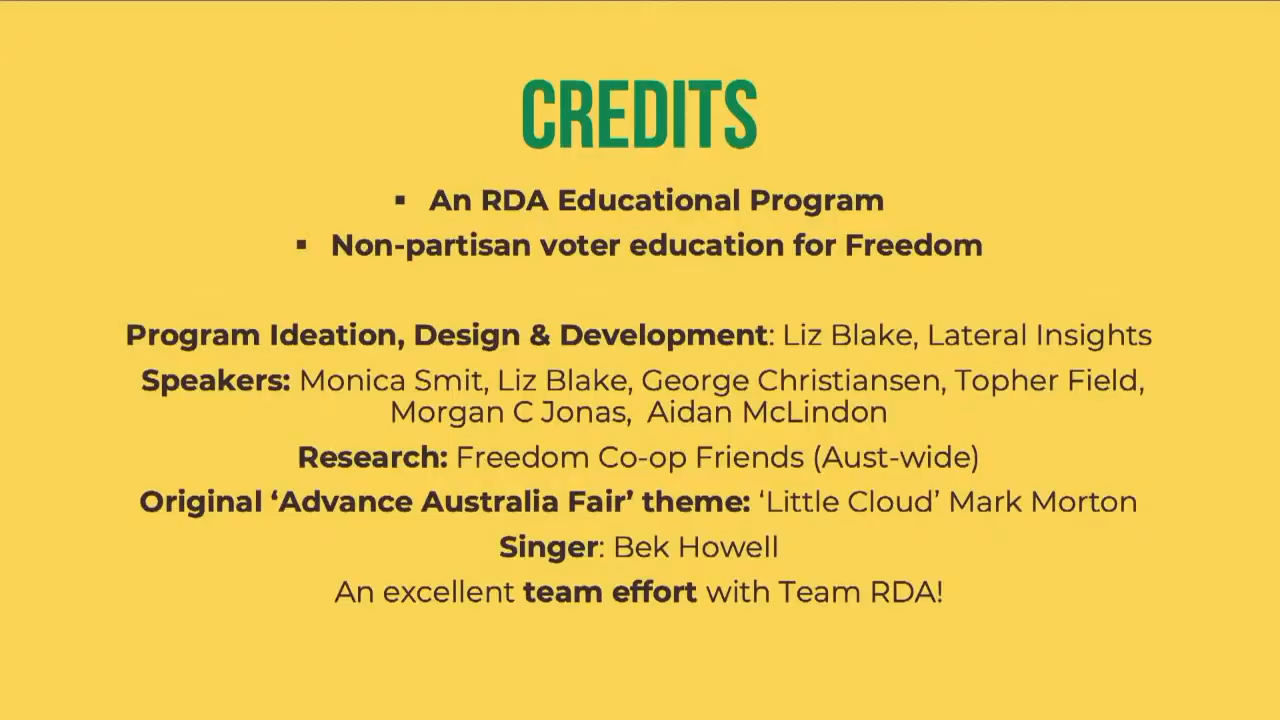 CREDITS
▪ An RDA Educational Program
▪ Non-partisan voter education for Freedom
Program Ideation, Design & Development: Liz Blake, Lateral Insights
Speakers: Monica Smit, Liz Blake, George Christiansen, Topher Field,
Morgan C Jonas,  Aidan McLindon
Research: Freedom Co-op Friends (Aust-wide)
Original ‘Advance Australia Fair’ theme: ‘Little Cloud’ Mark Morton
Singer: Bek Howell
An excellent team effort with Team RDA!